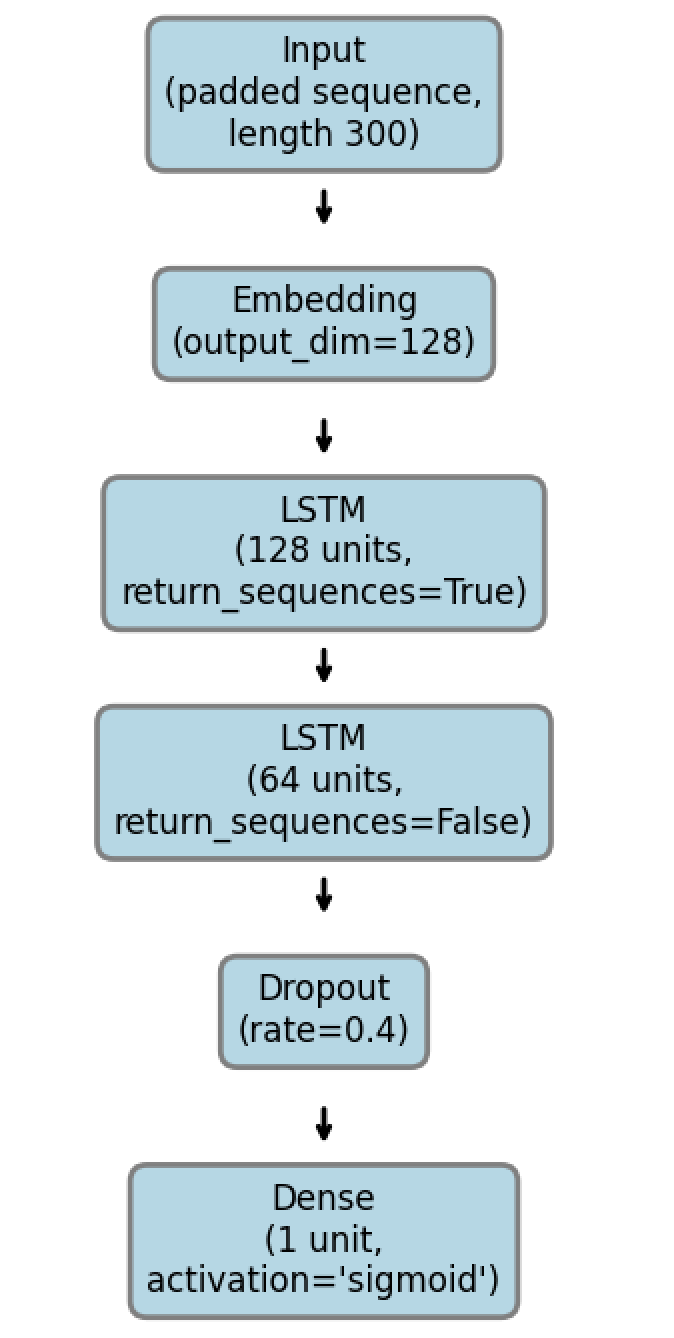 Input
(padded sequence,
length 300)
Embedding
(output_dim=128)
LSTM
(128 units,
return_sequences=True)
LSTM
(64 units,
return_sequences=False)
Dropout
(rate=0.4)
Dense
(1 unit,
activation='sigmoid')